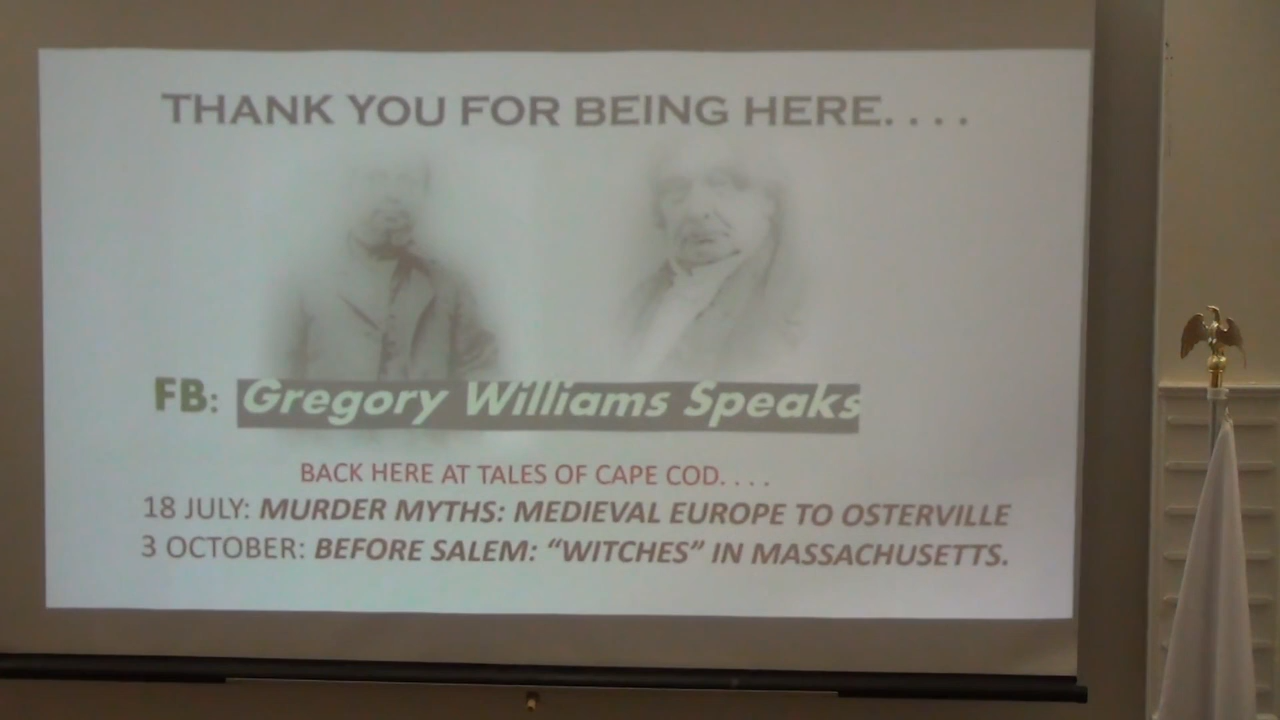 THANK YOU FOR BEING HERE. . . .
FB: Gregory Williams Speaks
BACK HERE AT TALES OF CAPE COD. . . .
18 JULY: MURDER MYTHS: MEDIEVAL EUROPE TO OSTERVILLE
3 OCTOBER: BEFORE SALEM: “WITCHES” IN MASSACHUSETTS.